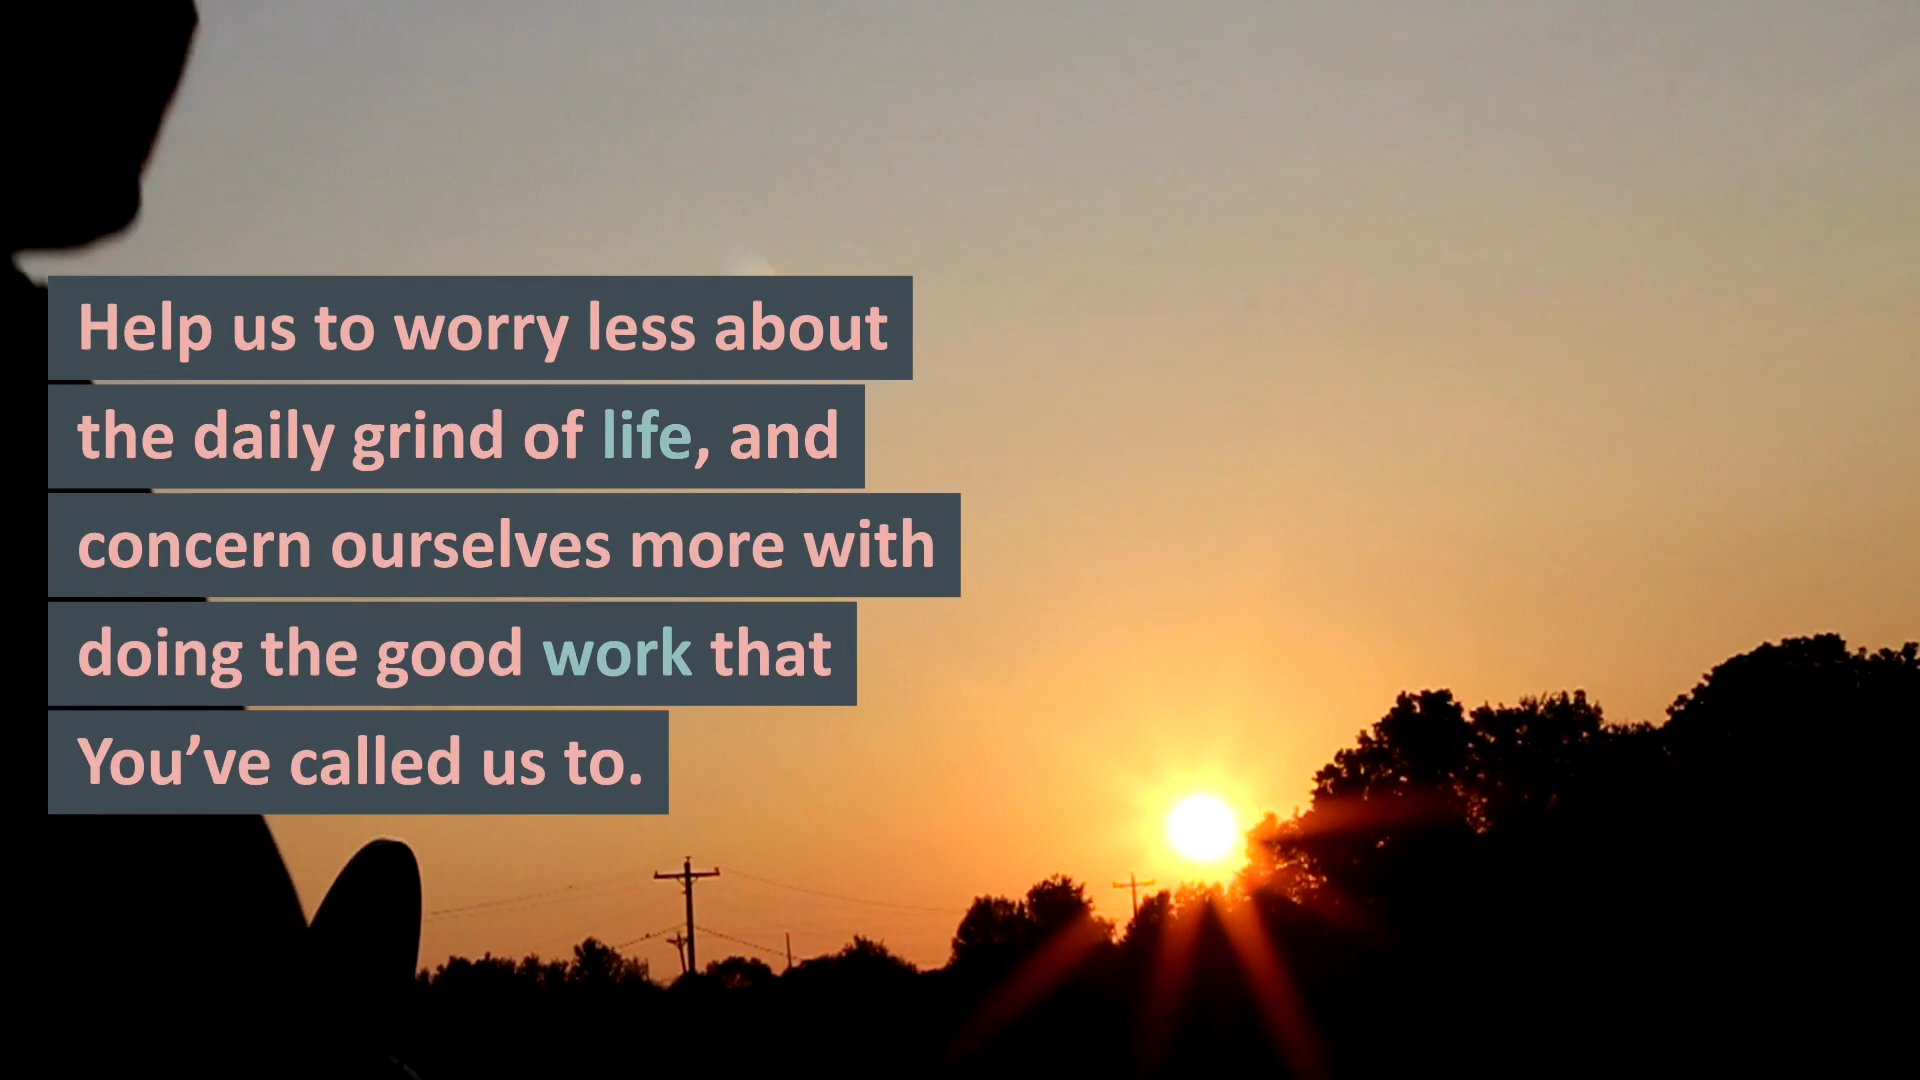 Help us to worry less about
the daily grind of life, and
concern ourselves more with
doing the good work that
You’ve called us to.